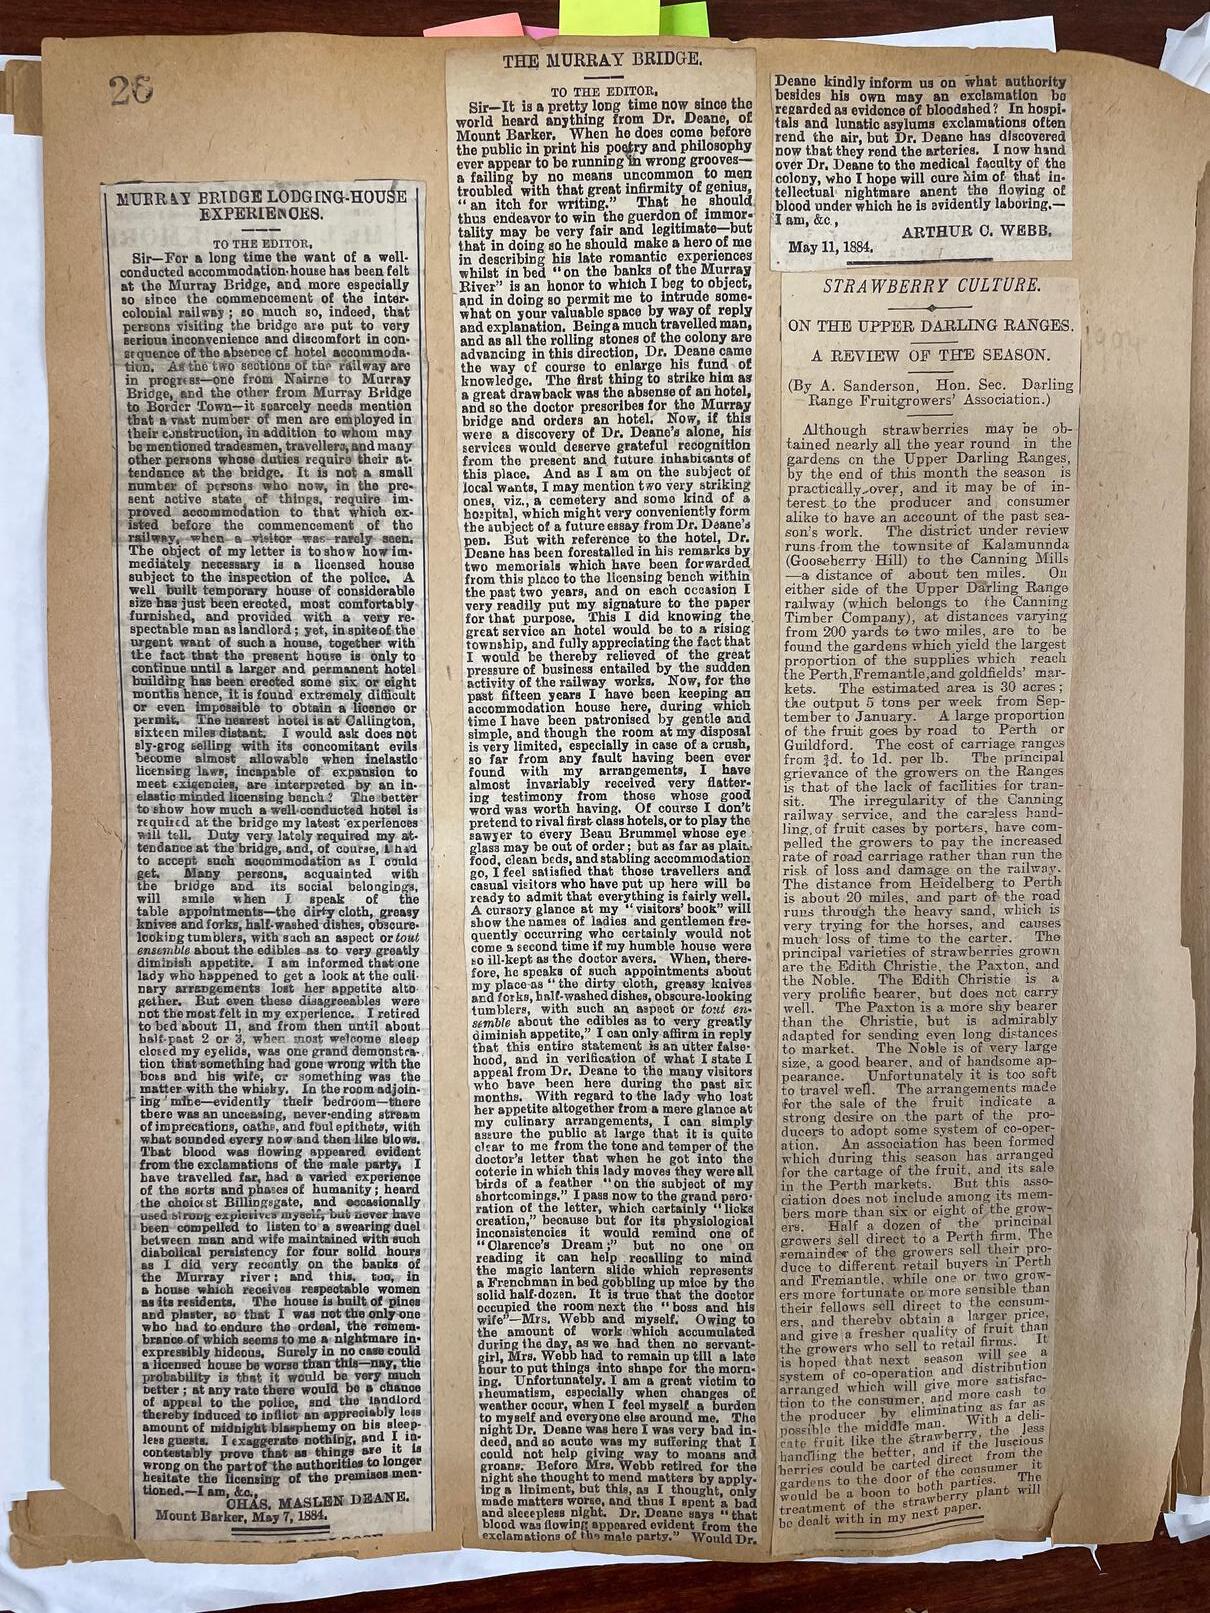 26
MURRAY BRIDGE LODGING-HOUSE
EXPERIENCES.
TO THE EDITOR.
Sir—For a long time the want of a well-
conducted accommodation-house has been felt
at the Murray Bridge, and more especially
so since the commencement of the inter-
colonial railway; so much so, indeed, that
persons visiting the bridge are put to very
serious inconvenience and discomfort in con-
sequence of the absence of hotel accommoda-
tion. As the two sections of the railway are
in progress—one from Nairne to Murray
Bridge, and the other from Murray Bridge
to Border Town—it scarcely needs mention
that a vast number of men are employed in
their construction, in addition to whom may
be mentioned tradesmen, travellers, and many
other persons whose duties require their at-
tendance at the bridge. It is not a small
number of persons who now, in the pre-
sent active state of things, require im-
proved accommodation to that which ex-
isted before the commencement of the
railway, when a visitor was rarely seen.
The object of my letter is to show how im-
mediately necessary is a licensed house
subject to the inspection of the police. A
well built temporary house of considerable
size has just been erected, most comfortably
furnished, and provided with a very re-
spectable man as landlord; yet, in spite of the
urgent want of such a house, together with
the fact that the present house is only to
continue until a larger and permanent hotel
building has been erected some six or eight
months hence, it is found extremely difficult
or even impossible to obtain a licence or
permit. The nearest hotel is at Callington,
sixteen miles distant. I would ask does not
sly-grog selling with its concomitant evils
become almost allowable when inelastic
licensing laws, incapable of expansion to
meet exigencies, are interpreted by an in-
elastic minded licensing bench? The better
to show how much a well-conducted hotel is
required at the bridge my latest experiences
will tell. Duty very lately required my at-
tendance at the bridge, and, of course, I had
to accept such accommodation as I could
get. Many persons, acquainted with
the bridge and its social belongings,
will smile when I speak of the
table appointments—the dirty cloth, greasy
knives and forks, half-washed dishes, obscure-
looking tumblers, with such an aspect or tout
ensemble about the edibles as to very greatly
diminish appetite. I am informed that one
lady who happened to get a look at the culi-
nary arrangements lost her appetite alto-
gether. But even these disagreeables were
not the most felt in my experience. I retired
to bed about 11, and from then until about
half-past 2 or 3, when most welcome sleep
closed my eyelids, was one grand demonstra-
tion that something had gone wrong with the
boss and his wife, or something was the
matter with the whisky. In the room adjoin-
ing mine—evidently their bedroom—there
there was an unceasing, never-ending stream
of imprecations, oaths, and foul epithets, with
what sounded every now and then like blows.
That blood was flowing appeared evident
from the exclamations of the male party. I
have travelled far, had a varied experience
of the sorts and phases of humanity; heard
the choicest Billingsgate, and occasionally
used strong expletives myself, but never have
been compelled to listen to a swearing duel
between man and wife maintained with such
diabolical persistency for four solid hours
as I did very recently on the banks of
the Murray river; and this, too, in
a house which receives respectable women
as its residents. The house is built of pines
and plaster, so that I was not the only one
who had to endure the ordeal, the remem-
brance of which seems to me a nightmare in-
expressibly hideous. Surely in no case could
a licensed house be worse than this—nay, the
probability is that it would be very much
better; at any rate there would be a chance
of appeal to the police, and the landlord
thereby induced to inflict an appreciably less
amount of midnight blasphemy on his sleep-
less guests. I exaggerate nothing, and I in-
contestably prove that as things are it is
wrong on the part of the authorities to longer
hesitate the licensing of the premises men-
tioned.—I am, &c.,
CHAS. MASLEN DEANE.
Mount Barker, May 7, 1884.
THE MURRAY BRIDGE.
TO THE EDITOR.
Sir—It is a pretty long time now since the
world heard anything from Dr. Deane, of
Mount Barker. When he does come before
the public in print his poetry and philosophy
ever appear to be running in wrong grooves—
a failing by no means uncommon to men
troubled with that great infirmity of genius,
"an itch for writing." That he should
thus endeavor to win the guerdon of immor-
tality may be very fair and legitimate—but
that in doing so he should make a hero of me
in describing his late romantic experiences
whilst in bed "on the banks of the Murray
River" is an honor to which I beg to object,
and in doing so permit me to intrude some-
what on your valuable space by way of reply
and explanation. Being a much travelled man,
and as all the rolling stones of the colony are
advancing in this direction, Dr. Deane came
the way of course to enlarge his fund of
knowledge. The first thing to strike him as
a great drawback was the absense of an hotel,
and so the doctor prescribes for the Murray
bridge and orders an hotel. Now, if this
were a discovery of Dr. Deane's alone, his
services would deserve grateful recognition
from the present and future inhabitants of
this place. And as I am on the subject of
local wants, I may mention two very striking
ones, viz., a cemetery and some kind of a
hospital, which might very conveniently form
the subject of a future essay from Dr. Deane's
pen. But with reference to the hotel, Dr.
Deane has been forestalled in his remarks by
two memorials which have been forwarded
from this place to the licensing bench within
the past two years, and on each occasion I
very readily put my signature to the paper
for that purpose. This I did knowing the
great service an hotel would be to a rising
township, and fully appreciating the fact that
I would be thereby relieved of the great
pressure of business entailed by the sudden
activity of the railway works. Now, for the
past fifteen years I have been keeping an
accommodation house here, during which
time I have been patronised by gentle and
simple, and though the room at my disposal
is very limited, especially in case of a crush,
so far from any fault having been ever
found with my arrangements, I have
almost invariably received very flatter-
ing testimony from those whose good
word was worth having. Of course I don't
pretend to rival first class hotels, or to play the
sawyer to every Beau Brummel whose eye
glass may be out of order; but as far as plain
food, clean beds, and stabling accommodation
go, I feel satisfied that those travellers and
casual visitors who have put up here will be
ready to admit that everything is fairly well.
A cursory glance at my "visitors' book" will
show the names of ladies and gentlemen fre-
quently occurring who certainly would not
come a second time if my humble house were
so ill-kept as the doctor avers. When, there-
fore, he speaks of such appointments about
my place as "the dirty cloth, greasy knives
and forks, half-washed dishes, obscure-looking
tumblers, with such an aspect or tout en-
semble about the edibles as to very greatly
diminish appetite," I can only affirm in reply
that this entire statement is an utter false-
hood, and in verification of what I state I
appeal from Dr. Deane to the many visitors
who have been here during the past six
months. With regard to the lady who lost
her appetite altogether from a mere glance at
my culinary arrangements, I can simply
assure the public at large that it is quite
clear to me from the tone and temper of the
doctor's letter that when he got into the
coterie in which this lady moves they were all
birds of a feather "on the subject of my
shortcomings." I pass now to the grand pero-
ration of the letter, which certainly "licks
creation," because but for its physiological
inconsistencies it would remind one of
"Clarence's Dream;" but no one on
reading it can help recalling to mind
the magic lantern slide which represents
a Frenchman in bed gobbling up mice by the
solid half-dozen. It is true that the doctor
occupied the room next the "boss and his
wife"—Mrs. Webb and myself. Owing to
the amount of work which accumulated
during the day, as we had then no servant-
girl, Mrs. Webb had to remain up till a late
hour to put things into shape for the morn-
ing. Unfortunately, I am a great victim to
rheumatism, especially when changes of
weather occur, when I feel myself a burden
to myself and everyone else around me. The
night Dr. Deane was here I was very bad in-
deed, and so acute was my suffering that I
could not help giving way to moans and
groans. Before Mrs. Webb retired for the
night she thought to mend matters by apply-
ing a liniment, but this, as I thought, only
made matters worse, and thus I spent a bad
and sleepless night. Dr. Deane says "that
blood was flowing appeared evident from the
exclamations of the male party." Would Dr.
Deane kindly inform us on what authority
besides his own may an exclamation be
regarded as evidence of bloodshed? In hospi-
tals and lunatic asylums exclamations often
rend the air, but Dr. Deane has discovered
now that they rend the arteries. I now hand
over Dr. Deane to the medical faculty of the
colony, who I hope will cure him of that in-
tellectual nightmare anent the flowing of
blood under which he is evidently laboring.—
I am, &c.,
ARTHUR C. WEBB.
May 11, 1884.
STRAWBERRY CULTURE.
ON THE UPPER DARLING RANGES.
A REVIEW OF THE SEASON.
(By A. Sanderson, Hon. Sec. Darling
Range Fruitgrowers' Association.)
Although strawberries may be ob-
tained nearly all the year round in the
gardens on the Upper Darling Ranges,
by the end of this month the season is
practically over, and it may be of in-
terest to the producer and consumer
alike to have an account of the past sea-
son's work. The district under review
runs from the townsite of Kalamunnda
(Gooseberry Hill) to the Canning Mills
—a distance of about ten miles. On
either side of the Upper Darling Range
railway (which belongs to the Canning
Timber Company), at distances varying
from 200 yards to two miles, are to be
found the gardens which yield the largest
proportion of the supplies which reach
the Perth, Fremantle, and goldfields' mar-
kets. The estimated area is 30 acres;
the output 5 tons per week from Sep-
tember to January. A large proportion
of the fruit goes by road to Perth or
Guildford. The cost of carriage ranges
from ¾d. to 1d. per lb. The principal
grievance of the growers on the Ranges
is that of the lack of facilities for tran-
sit. The irregularity of the Canning
railway service, and the careless hand-
ling of fruit cases by porters, have com-
pelled the growers to pay the increased
rate of road carriage rather than run the
risk of loss and damage on the railway.
The distance from Heidelberg to Perth
is about 20 miles, and part of the road
runs through the heavy sand, which is
very trying for the horses, and causes
much loss of time to the carter. The
principal varieties of strawberries grown
are the Edith Christie, the Paxton, and
the Noble. The Edith Christie is a
very prolific bearer, but does not carry
well. The Paxton is a more shy bearer
than the Christie, but is admirably
adapted for sending even long distances
to market. The Noble is of very large
size, a good bearer, and of handsome ap-
pearance. Unfortunately it is too soft
to travel well. The arrangements made
for the sale of the fruit indicate a
strong desire on the part of the pro-
ducers to adopt some system of co-oper-
ation. An association has been formed
which during this season has arranged
for the cartage of the fruit, and its sale
in the Perth markets. But this asso-
ciation does not include among its mem-
bers more than six or eight of the grow-
ers. Half a dozen of the principal
growers sell direct to a Perth firm. The
remainder of the growers sell their pro-
duce to different retail buyers in Perth
and Fremantle, while one or two grow-
ers more fortunate or more sensible than
their fellows sell direct to the consum-
ers, and thereby obtain a larger price,
and give a fresher quality of fruit than
the growers who sell to retail firms. It
is hoped that next season will see a
system of co-operation and distribution
arranged which will give more satisfac-
tion to the consumer, and more cash to
the producer by eliminating as far as
possible the middle man. With a deli-
cate fruit like the strawberry, the less
handling the better, and if the luscious
berries could be carted direct from the
gardens to the door of the consumer it
would be a boon to both parties. The
treatment of the strawberry plant will
be dealt with in my next paper.